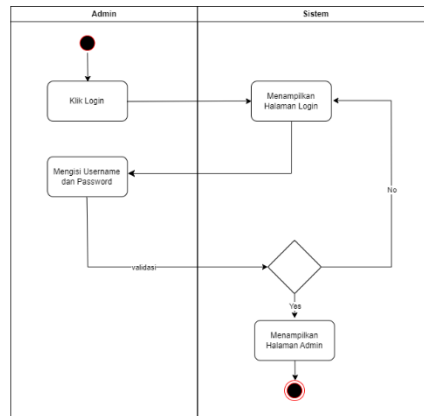 Admin
Sistem
Klik Login
Menampilkan
Halaman Login
Mengisi Username
dan Password
No
validasi
Yes
Menampilkan
Halaman Admin